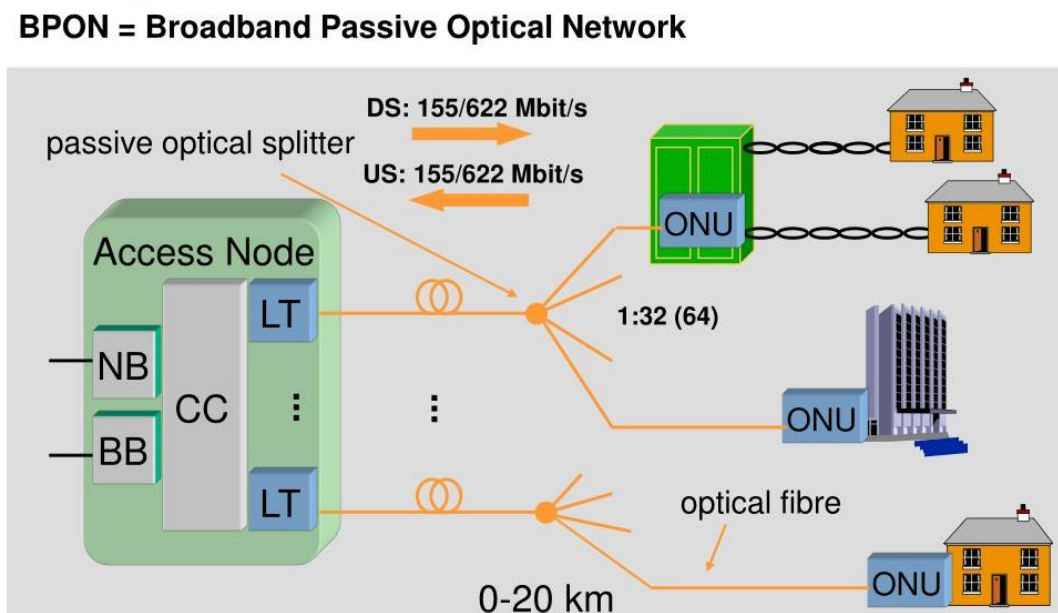 BPON = Broadband Passive Optical Network
DS: 155/622 Mbit/s
passive optical splitter
US: 155/622 Mbit/s
ONU
Access Node
LT
1:32 (64)
NB
CC
BB
ONU
LT
optical fibre
ONU
0-20 km